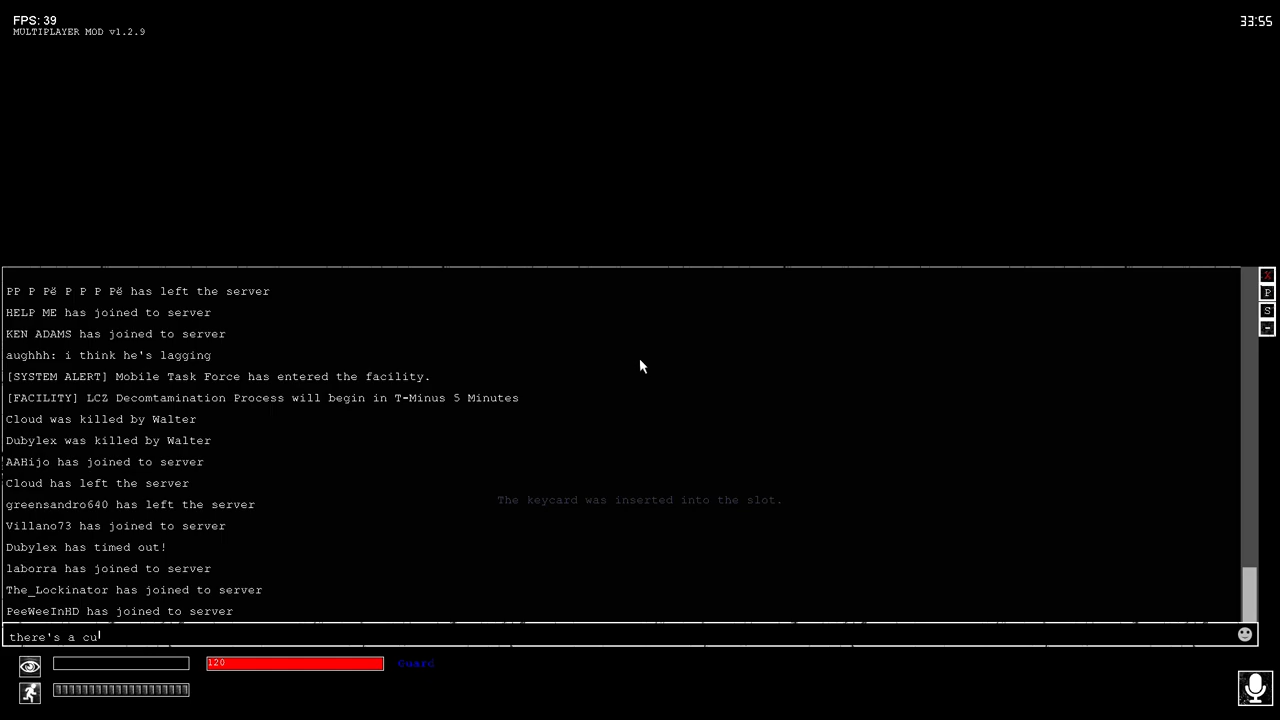 FPS: 39
33:55
MULTIPLAYER MOD v1.2.9
PP P Pё P P P Pё has left the server
HELP ME has joined to server
KEN ADAMS has joined to server
aughhh: i think he's lagging
[SYSTEM ALERT] Mobile Task Force has entered the facility.
[FACILITY] LCZ Decomtamination Process will begin in T-Minus 5 Minutes
Cloud was killed by Walter
Dubylex was killed by Walter
AAHijo has joined to server
Cloud has left the server
The keycard was inserted into the slot.
greensandro640 has left the server
Villano73 has joined to server
Dubylex has timed out!
laborra has joined to server
The_Lockinator has joined to server
PeeWeeInHD has joined to server
there's a cu
120
Guard
P
S
-